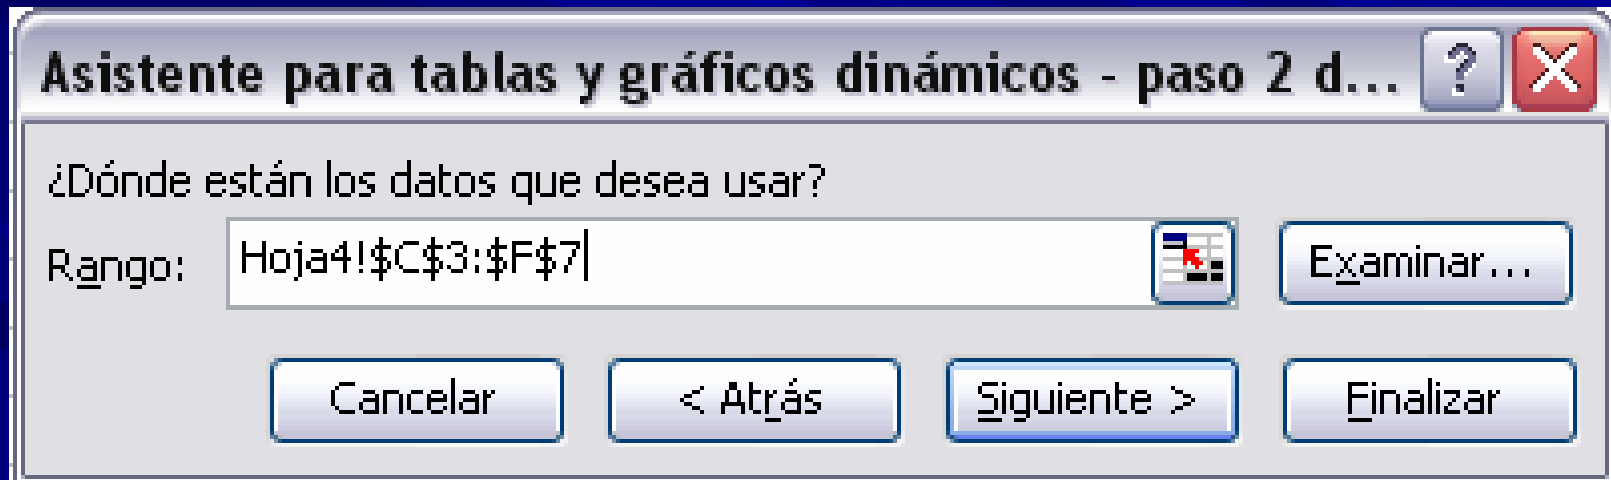 Asistente para tablas y gráficos dinámicos - paso 2 d...
¿Dónde están los datos que desea usar?
Rango: Hoja4!$C$3:$F$7 Examinar...
Cancelar < Atrás Siguiente > Finalizar